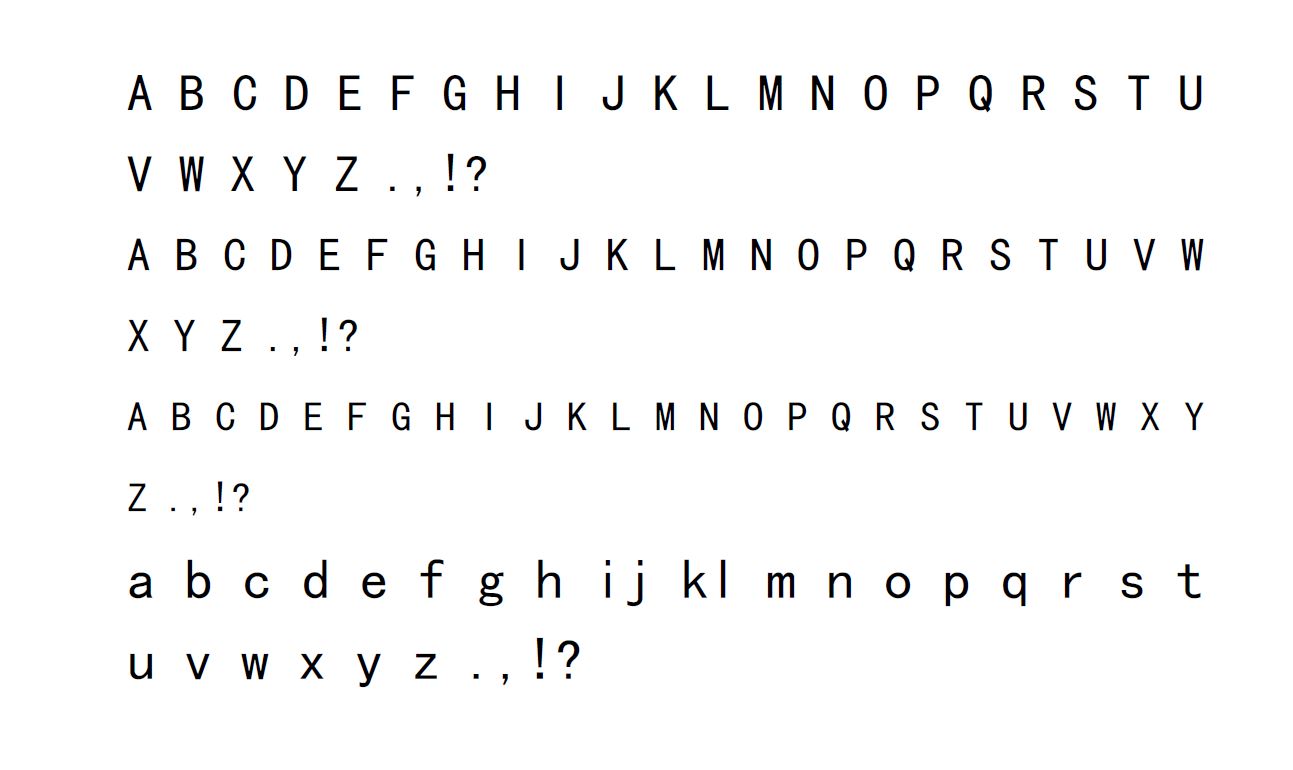 A B C D E F G H I J K L M N O P Q R S T U
V W X Y Z . , ! ?
A B C D E F G H I J K L M N O P Q R S T U V W
X Y Z . , ! ?
A B C D E F G H I J K L M N O P Q R S T U V W X Y
Z . , ! ?
a b c d e f g h i j k l m n o p q r s t
u v w x y z . , ! ?